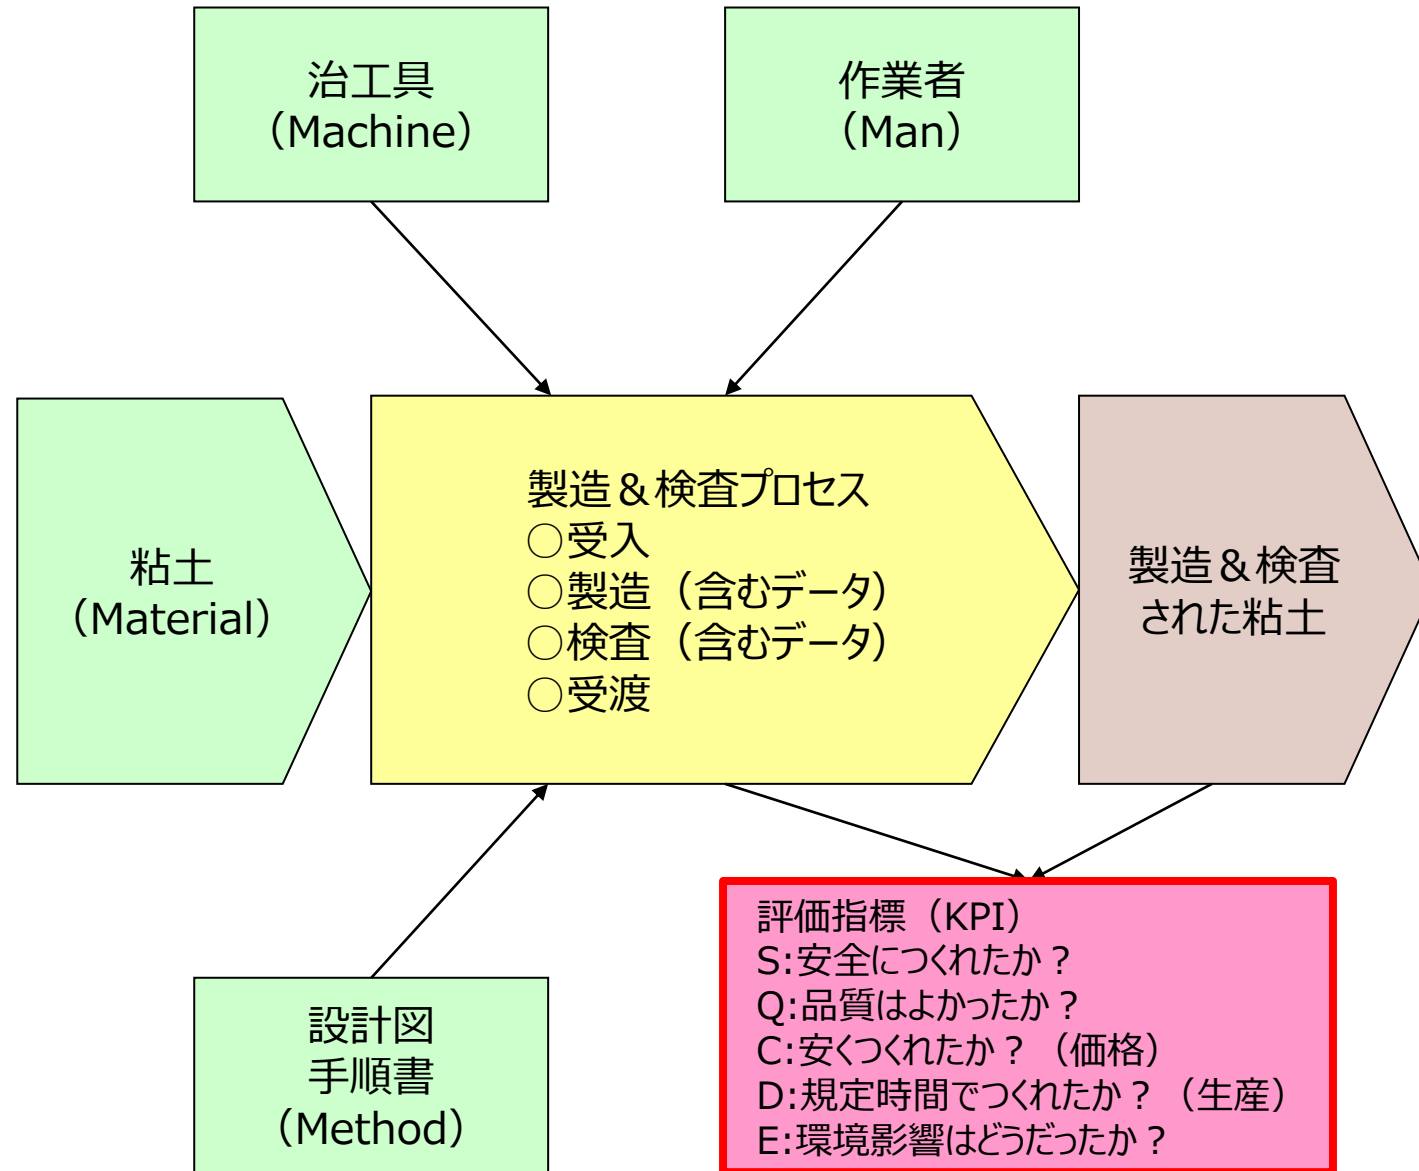 治工具
（Machine）
作業者
（Man）
粘土
（Material）
製造＆検査プロセス
○受入
○製造（含むデータ）
○検査（含むデータ）
○受渡
製造＆検査
された粘土
設計図
手順書
（Method）
評価指標（KPI）
S:安全につくれたか？
Q:品質はよかったか？
C:安くつくれたか？（価格）
D:規定時間でつくれたか？（生産）
E:環境影響はどうだったか？